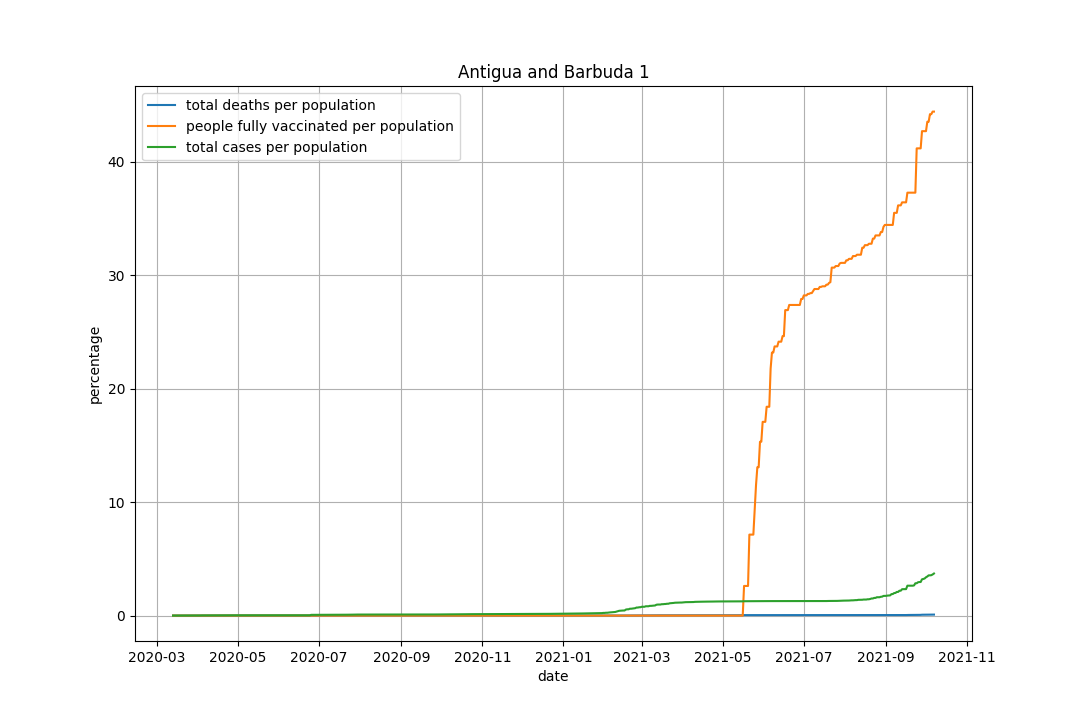 Antigua and Barbuda 1
total deaths per population
people fully vaccinated per population
total cases per population
percentage
40
30
20
10
0
2020-03 2020-05 2020-07 2020-09 2020-11 2021-01 2021-03 2021-05 2021-07 2021-09 2021-11
date